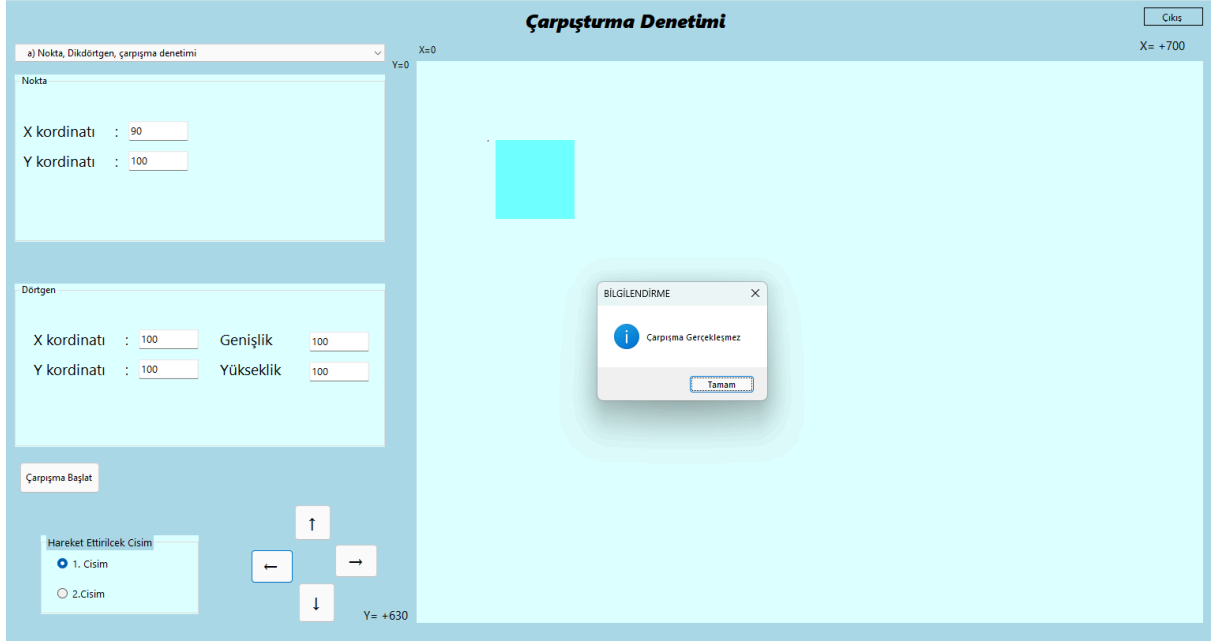 Çarpışturma Denetimi
Çıkış
a) Nokta, Dikdörtgen, çarpışma denetimi
X=0
X= +700
Y=0
Nokta
X kordinatı : 90
Y kordinatı : 100
Dörtgen
X kordinatı : 100 Genişlik 100
Y kordinatı : 100 Yükseklik 100
BİLGİLENDİRME
Çarpışma Gerçekleşmez
Tamam
Çarpışma Başlat
Hareket Ettirilcek Cisim
1. Cisim
2.Cisim
↑
←
→
↓
Y= +630